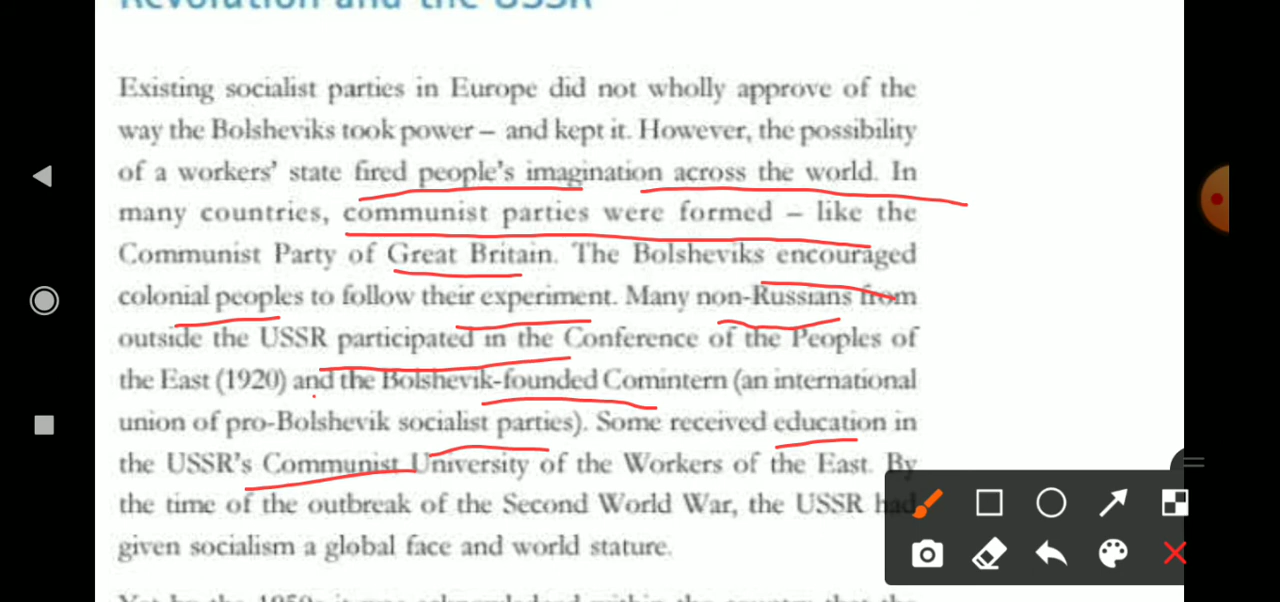 Revolution and the USSR
Existing socialist parties in Europe did not wholly approve of the
way the Bolsheviks took power – and kept it. However, the possibility
of a workers' state fired people's imagination across the world. In
many countries, communist parties were formed – like the
Communist Party of Great Britain. The Bolsheviks encouraged
colonial peoples to follow their experiment. Many non-Russians from
outside the USSR participated in the Conference of the Peoples of
the East (1920) and the Bolshevik-founded Comintern (an international
union of pro-Bolshevik socialist parties). Some received education in
the USSR's Communist University of the Workers of the East. By
the time of the outbreak of the Second World War, the USSR had
given socialism a global face and world stature.